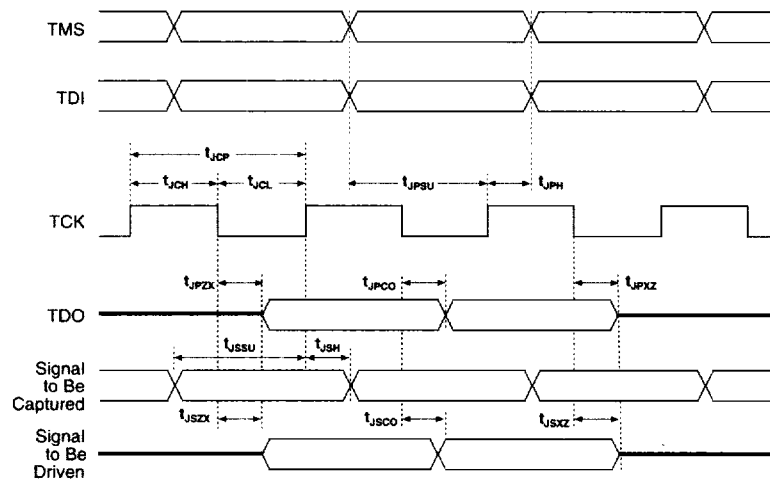 TMS
TDI
tJCP
tJCH tJCL tJPSU tJPH
TCK
tJPZX tJPCO tJPXZ
TDO
tJSSU tJSH
Signal
to Be
Captured
tJSZX tJSCO tJSXZ
Signal
to Be
Driven